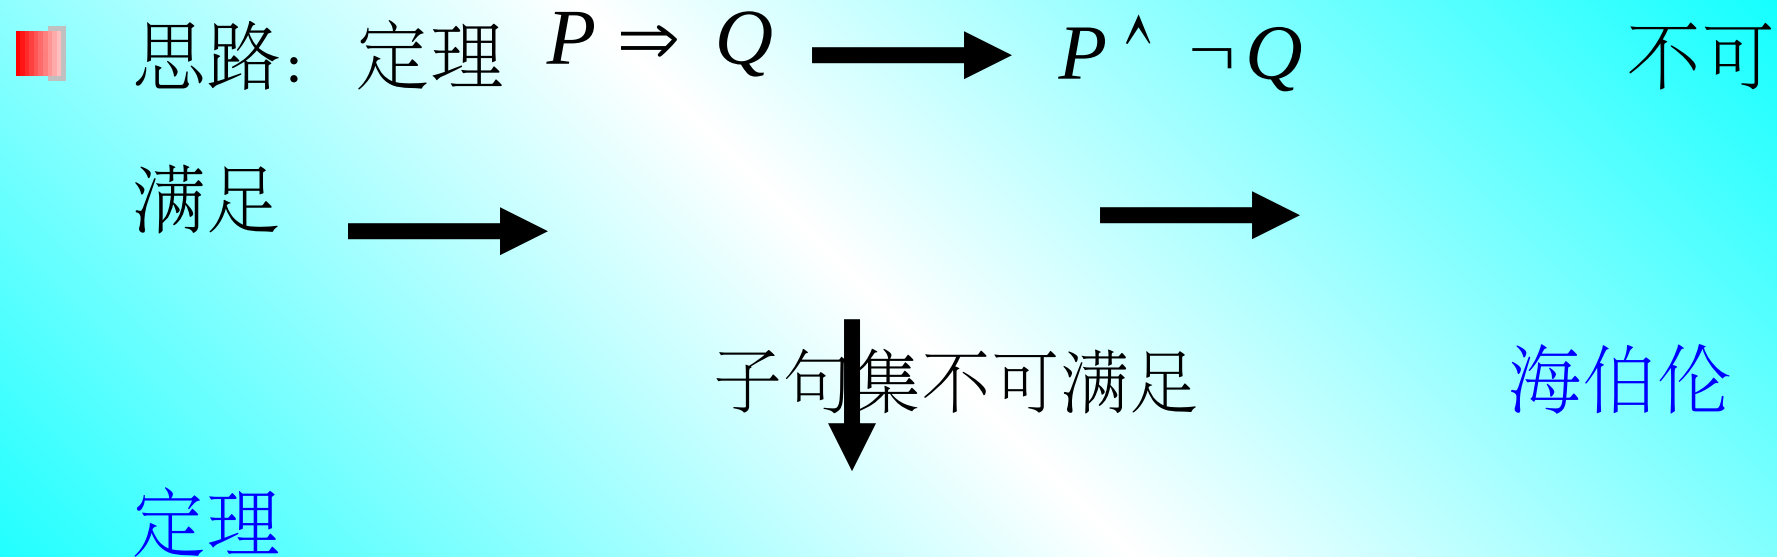 思路：定理 P ⇒ Q P ∧ ¬Q 不可
满足
子句集不可满足 海伯伦
定理